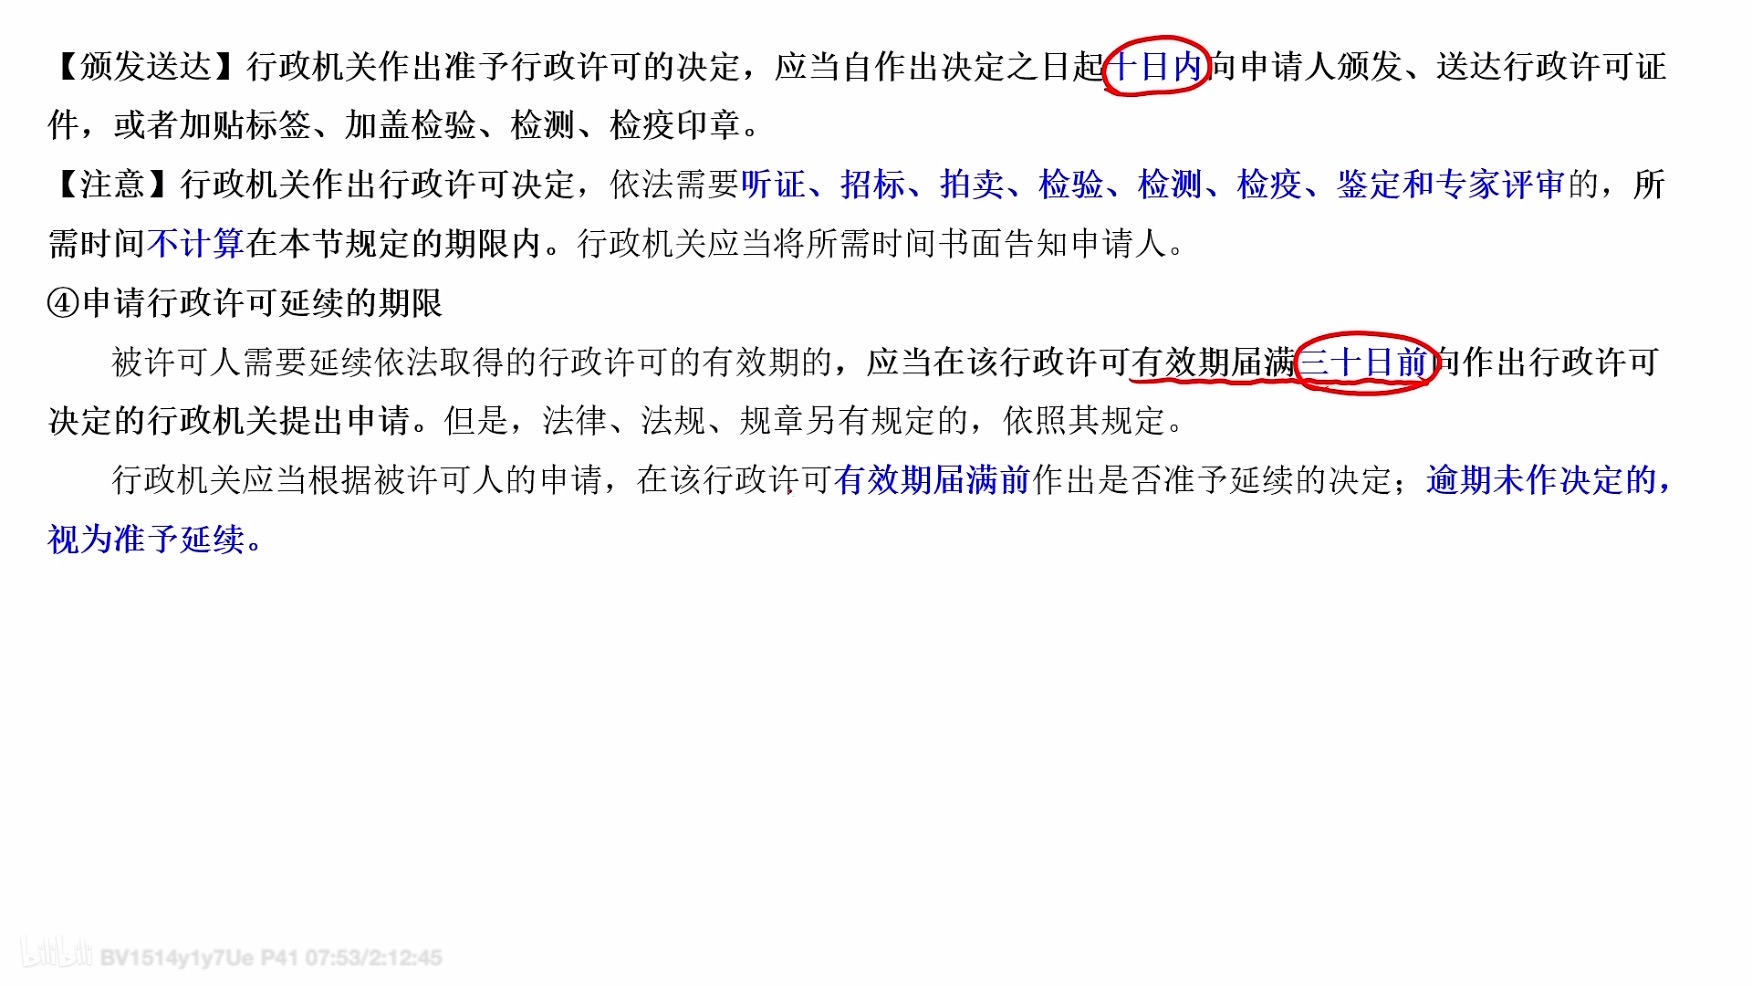 【颁发送达】行政机关作出准予行政许可的决定，应当自作出决定之日起十日内向申请人颁发、送达行政许可证
件，或者加贴标签、加盖检验、检测、检疫印章。
【注意】行政机关作出行政许可决定，依法需要听证、招标、拍卖、检验、检测、检疫、鉴定和专家评审的，所
需时间不计算在本节规定的期限内。行政机关应当将所需时间书面告知申请人。
④申请行政许可延续的期限
被许可人需要延续依法取得的行政许可的有效期的，应当在该行政许可有效期届满三十日前向作出行政许可
决定的行政机关提出申请。但是，法律、法规、规章另有规定的，依照其规定。
行政机关应当根据被许可人的申请，在该行政许可有效期届满前作出是否准予延续的决定；逾期未作决定的，
视为准予延续。
bilibili BV1514y1y7Ue P41 07:53/2:12:45